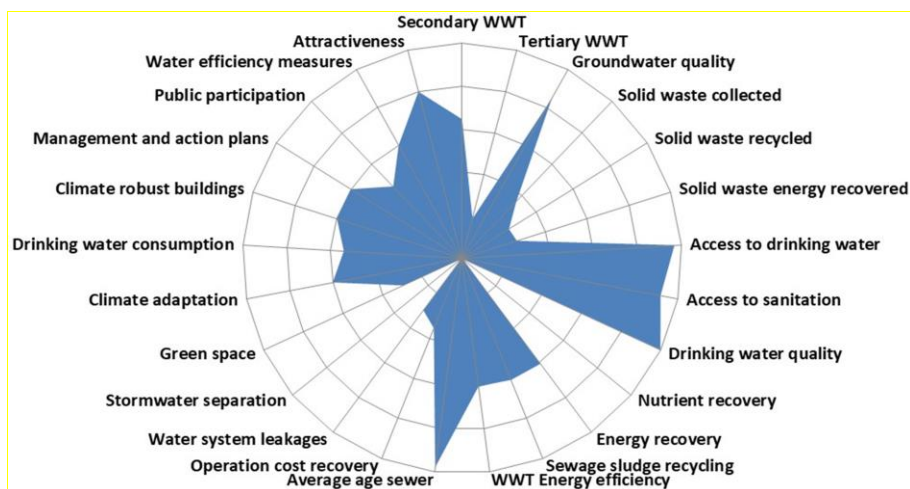 Secondary WWT
Tertiary WWT
Groundwater quality
Solid waste collected
Solid waste recycled
Solid waste energy recovered
Access to drinking water
Access to sanitation
Drinking water quality
Nutrient recovery
Energy recovery
Sewage sludge recycling
WWT Energy efficiency
Average age sewer
Operation cost recovery
Water system leakages
Stormwater separation
Green space
Climate adaptation
Drinking water consumption
Climate robust buildings
Management and action plans
Public participation
Water efficiency measures
Attractiveness